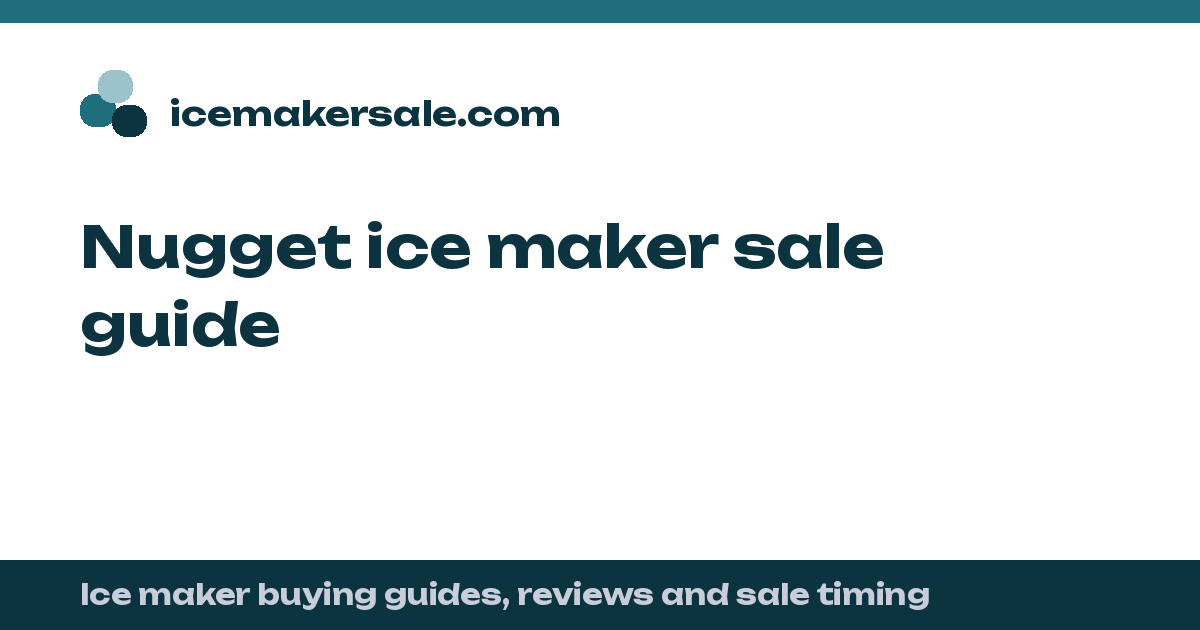 icemakersale.com
Nugget ice maker sale
guide
Ice maker buying guides, reviews and sale timing